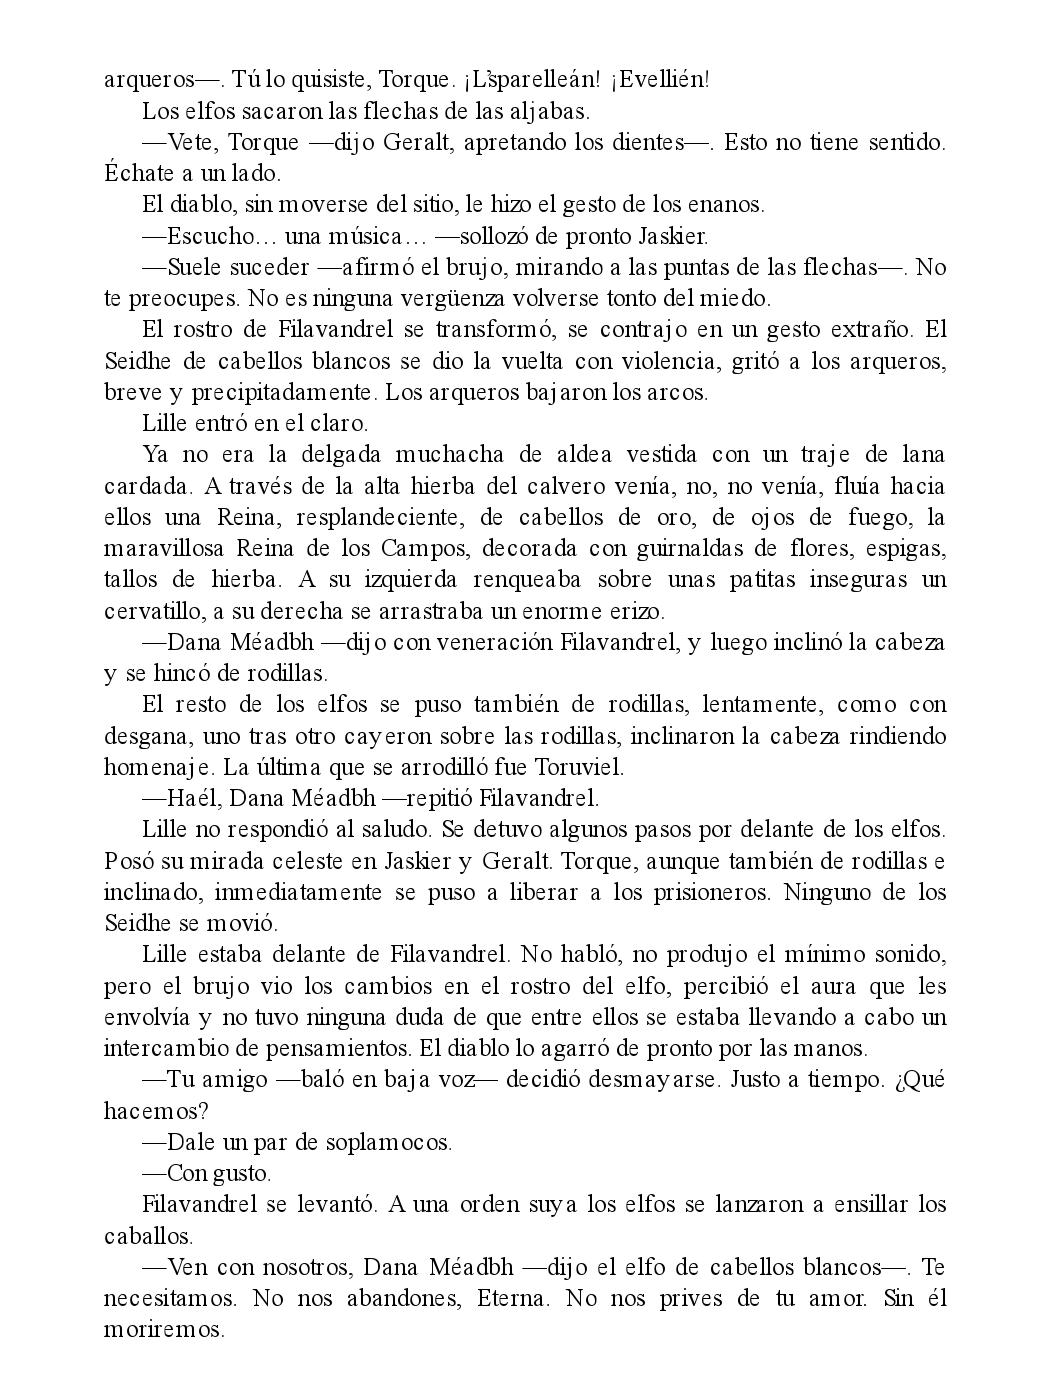 arqueros—. Tú lo quisiste, Torque. ¡L’sparelleán! ¡Evellién!
Los elfos sacaron las flechas de las aljabas.
—Vete, Torque —dijo Geralt, apretando los dientes—. Esto no tiene sentido.
Échate a un lado.
El diablo, sin moverse del sitio, le hizo el gesto de los enanos.
—Escucho… una música… —sollozó de pronto Jaskier.
—Suele suceder —afirmó el brujo, mirando a las puntas de las flechas—. No
te preocupes. No es ninguna vergüenza volverse tonto del miedo.
El rostro de Filavandrel se transformó, se contrajo en un gesto extraño. El
Seidhe de cabellos blancos se dio la vuelta con violencia, gritó a los arqueros,
breve y precipitadamente. Los arqueros bajaron los arcos.
Lille entró en el claro.
Ya no era la delgada muchacha de aldea vestida con un traje de lana
cardada. A través de la alta hierba del calvero venía, no, no venía, fluía hacia
ellos una Reina, resplandeciente, de cabellos de oro, de ojos de fuego, la
maravillosa Reina de los Campos, decorada con guirnaldas de flores, espigas,
tallos de hierba. A su izquierda renqueaba sobre unas patitas inseguras un
cervatillo, a su derecha se arrastraba un enorme erizo.
—Dana Méadbh —dijo con veneración Filavandrel, y luego inclinó la cabeza
y se hincó de rodillas.
El resto de los elfos se puso también de rodillas, lentamente, como con
desgana, uno tras otro cayeron sobre las rodillas, inclinaron la cabeza rindiendo
homenaje. La última que se arrodilló fue Toruviel.
—Haél, Dana Méadbh —repitió Filavandrel.
Lille no respondió al saludo. Se detuvo algunos pasos por delante de los elfos.
Posó su mirada celeste en Jaskier y Geralt. Torque, aunque también de rodillas e
inclinado, inmediatamente se puso a liberar a los prisioneros. Ninguno de los
Seidhe se movió.
Lille estaba delante de Filavandrel. No habló, no produjo el mínimo sonido,
pero el brujo vio los cambios en el rostro del elfo, percibió el aura que les
envolvía y no tuvo ninguna duda de que entre ellos se estaba llevando a cabo un
intercambio de pensamientos. El diablo lo agarró de pronto por las manos.
—Tu amigo —baló en baja voz— decidió desmayarse. Justo a tiempo. ¿Qué
hacemos?
—Dale un par de soplamocos.
—Con gusto.
Filavandrel se levantó. A una orden suya los elfos se lanzaron a ensillar los
caballos.
—Ven con nosotros, Dana Méadbh —dijo el elfo de cabellos blancos—. Te
necesitamos. No nos abandones, Eterna. No nos prives de tu amor. Sin él
moriremos.